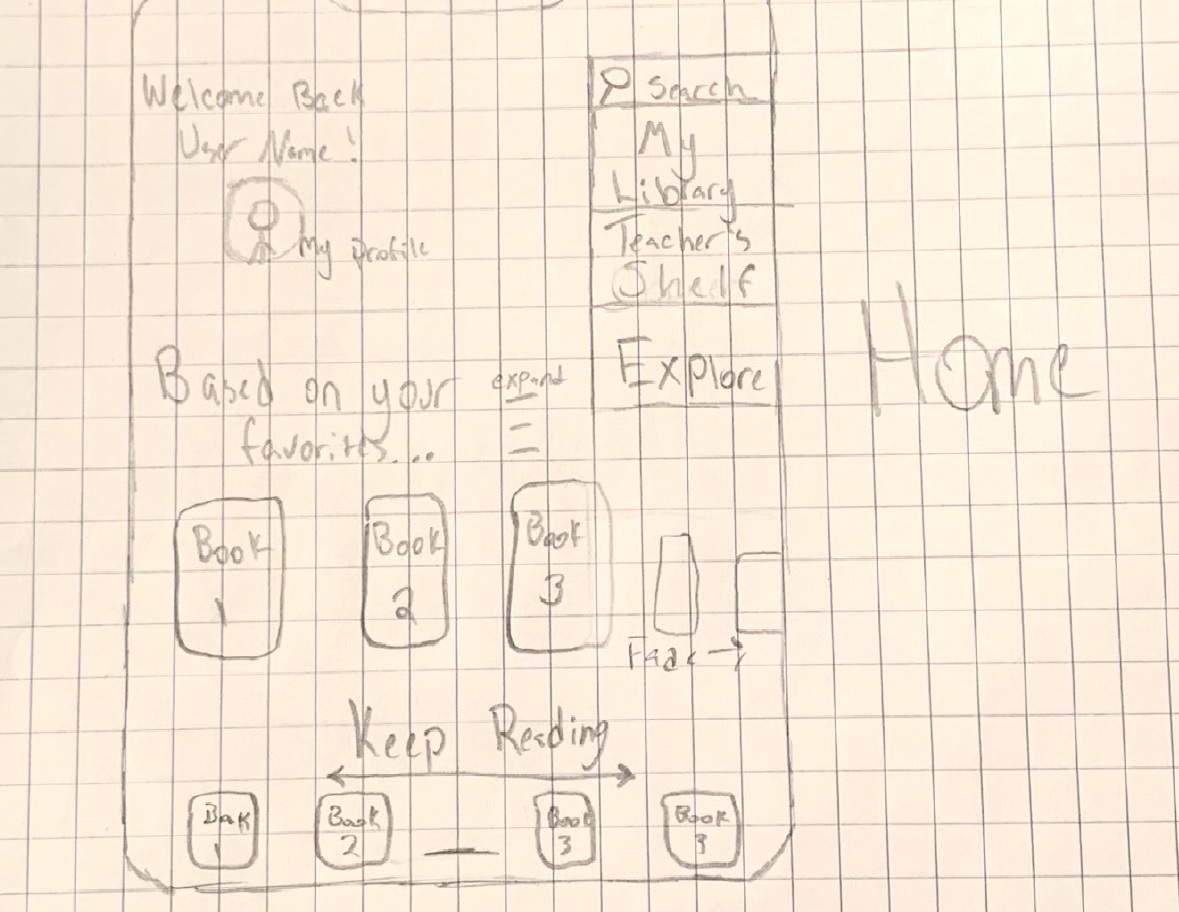 Welcome Back
User Name!
My profile
Search
My
Library
Teacher's
Shelf
Explore
Home
Based on your
favorites...
expand
Book
1
Book
2
Book
3
Fade
Keep Reading
Book
1
Book
2
Book
3
Book
3